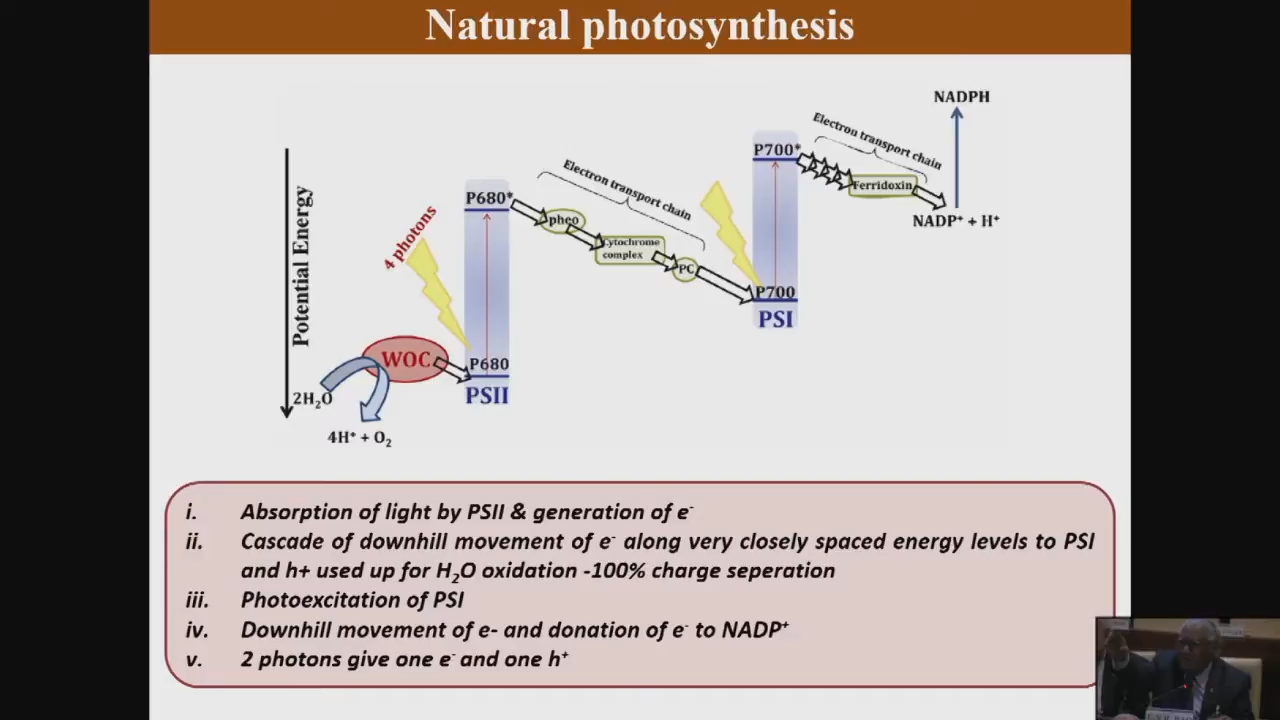 Natural photosynthesis
NADPH
Electron transport chain
P700*
Ferridoxin
NADP⁺ + H⁺
Electron transport chain
P680*
pheo
Cytochrome
complex
PC
4 photons
Potential Energy
P700
PSI
WOC
P680
PSII
2H₂O
4H⁺ + O₂
i. Absorption of light by PSII & generation of e⁻
ii. Cascade of downhill movement of e⁻ along very closely spaced energy levels to PSI
and h+ used up for H₂O oxidation -100% charge seperation
iii. Photoexcitation of PSI
iv. Downhill movement of e- and donation of e⁻ to NADP⁺
v. 2 photons give one e⁻ and one h⁺